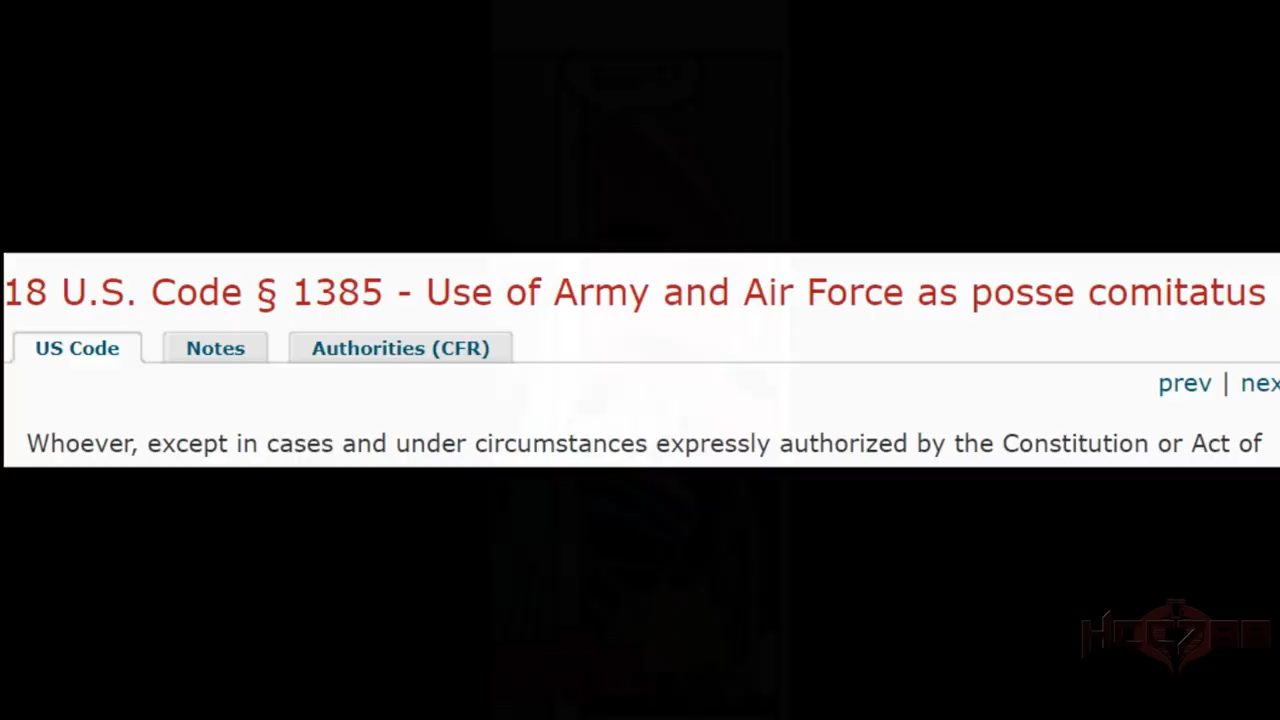 18 U.S. Code § 1385 - Use of Army and Air Force as posse comitatus
US Code Notes Authorities (CFR)
prev | nex
Whoever, except in cases and under circumstances expressly authorized by the Constitution or Act of
HCC788